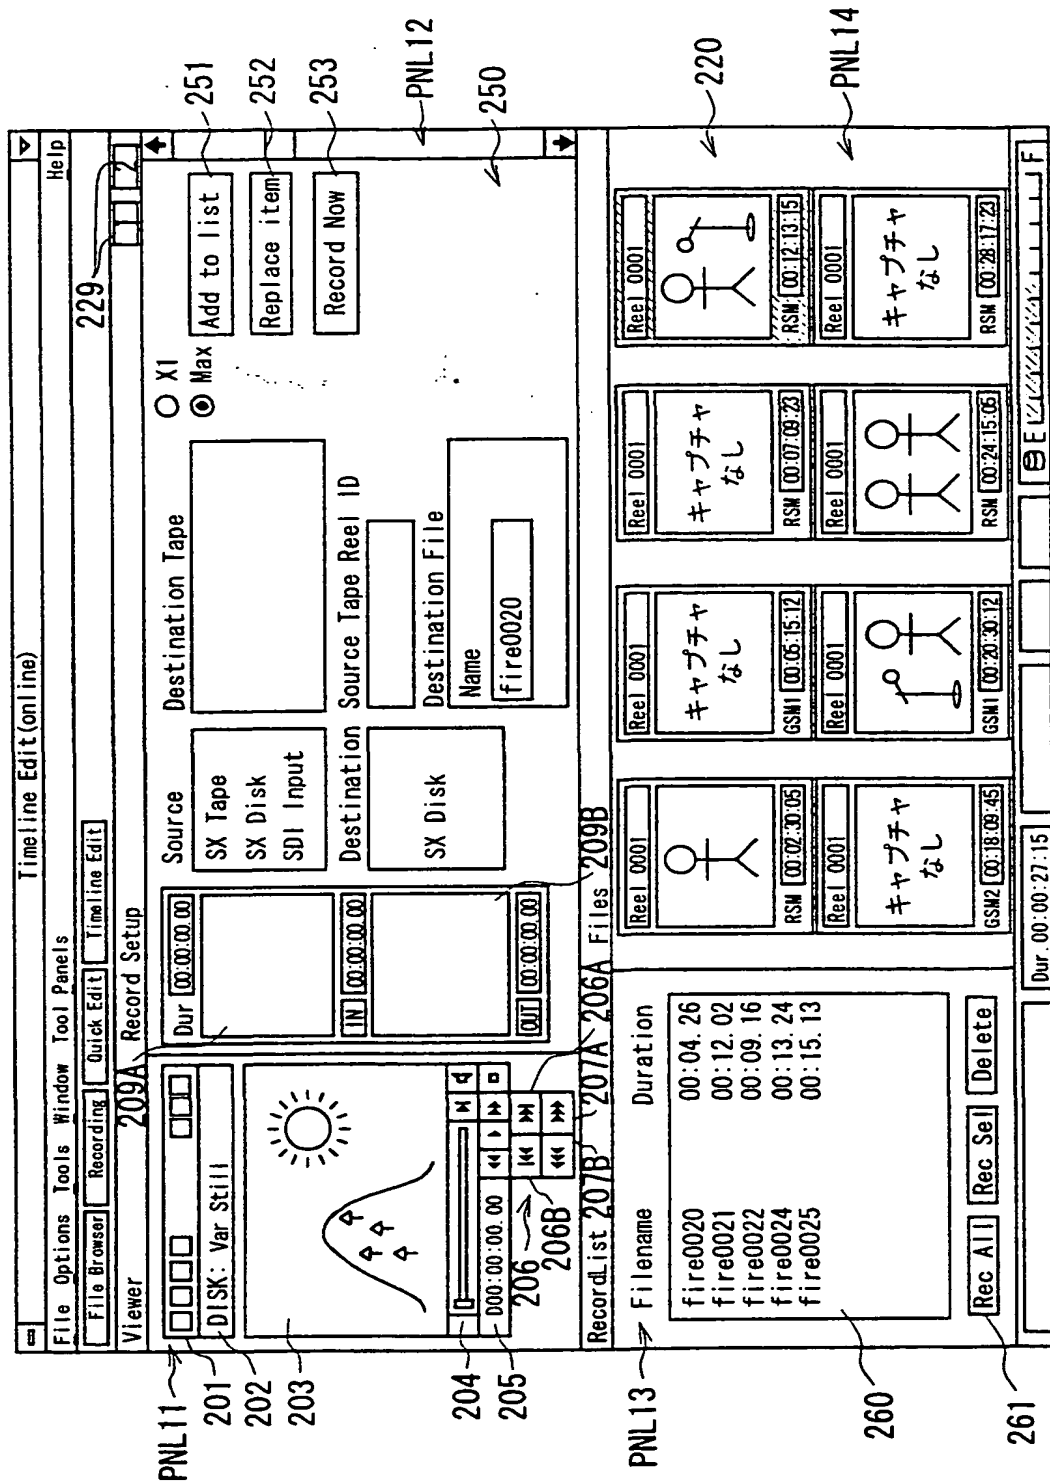 Timeline Edit(online)
File Options Tools Window Tool Panels
Help
File Browser
Recording
Quick Edit
Timeline Edit
229
?
Viewer
209A
Record Setup
PNL11
201
202
203
204
205
DISK: Var Still
D00:00:00.00
206
206B
207B
207A
206A
209B
Dur 00:00:00.00
IN 00:00:00.00
OUT 00:00:00.00
Source
SX Tape
SX Disk
SDI Input
Destination
SX Disk
Destination Tape
Source Tape Reel ID
Destination File
Name
fire0020
X1
Max
Add to list
Replace item
Record Now
251
252
253
PNL12
250
RecordList
Files
PNL13
Filename Duration
fire0020 00:04.26
fire0021 00:12.02
fire0022 00:09.16
fire0024 00:13.24
fire0025 00:15.13
260
Rec All
Rec Sel
Delete
261
Reel 0001
RSM 00:02:30:05
Reel 0001
キャプチャ
なし
GSM1 00:05:15:12
Reel 0001
キャプチャ
なし
RSM 00:07:09:23
Reel 0001
RSM 00:12:13:15
220
Reel 0001
キャプチャ
なし
GSM2 00:18:09:45
Reel 0001
GSM1 00:20:30:12
Reel 0001
RSM 00:24:15:05
Reel 0001
キャプチャ
なし
RSM 00:28:17:23
PNL14
Dur.00:00:27:15
E
F